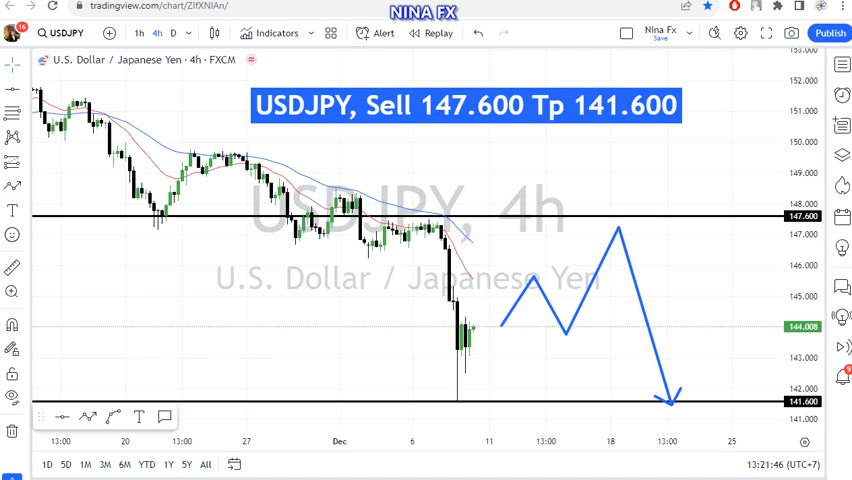 NINA FX
tradingview.com/chart/ZIfXNIAn/
16
USDJPY
1h 4h D
Indicators
Alert
Replay
Nina Fx
Save
Publish
U.S. Dollar / Japanese Yen · 4h · FXCM
USDJPY, Sell 147.600 Tp 141.600
USDJPY, 4h
U.S. Dollar / Japanese Yen
153.000
152.000
151.000
150.000
149.000
148.000
147.600
147.000
146.000
145.000
144.008
143.000
142.000
141.600
141.000
13:00 20 13:00 27 Dec 6 11 13:00 18 13:00 25
1D 5D 1M 3M 6M YTD 1Y 5Y All
13:21:46 (UTC+7)